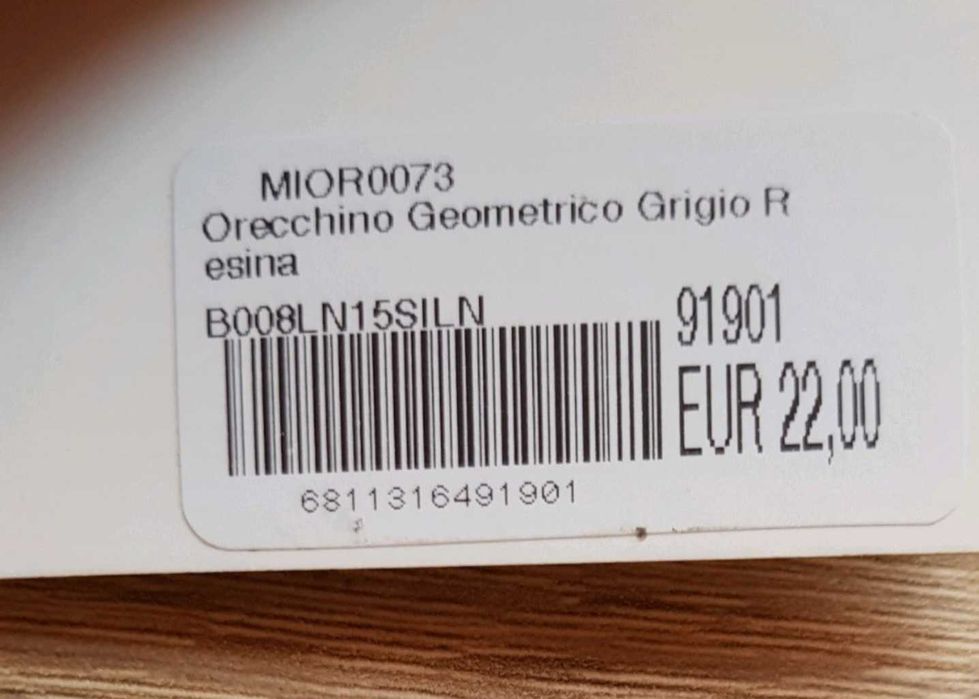 MIOR0073
Orecchino Geometrico Grigio R
esina
B008LN15SILN
91901
EUR 22,00
6811316491901